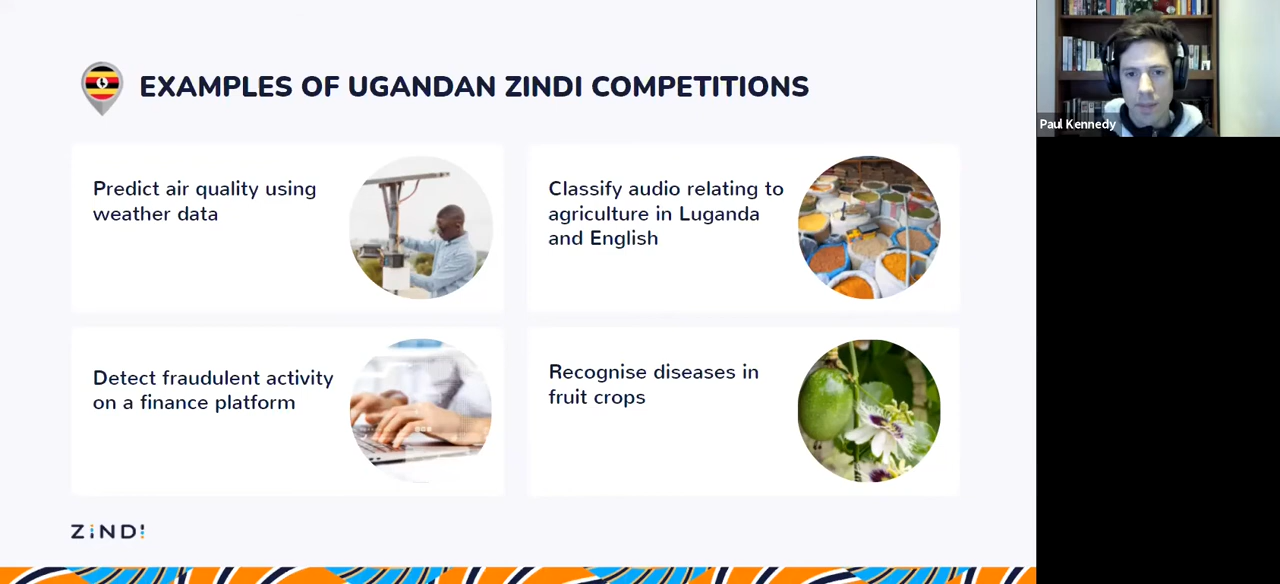 EXAMPLES OF UGANDAN ZINDI COMPETITIONS
Predict air quality using
weather data
Classify audio relating to
agriculture in Luganda
and English
Detect fraudulent activity
on a finance platform
Recognise diseases in
fruit crops
ZiNDI
Paul Kennedy